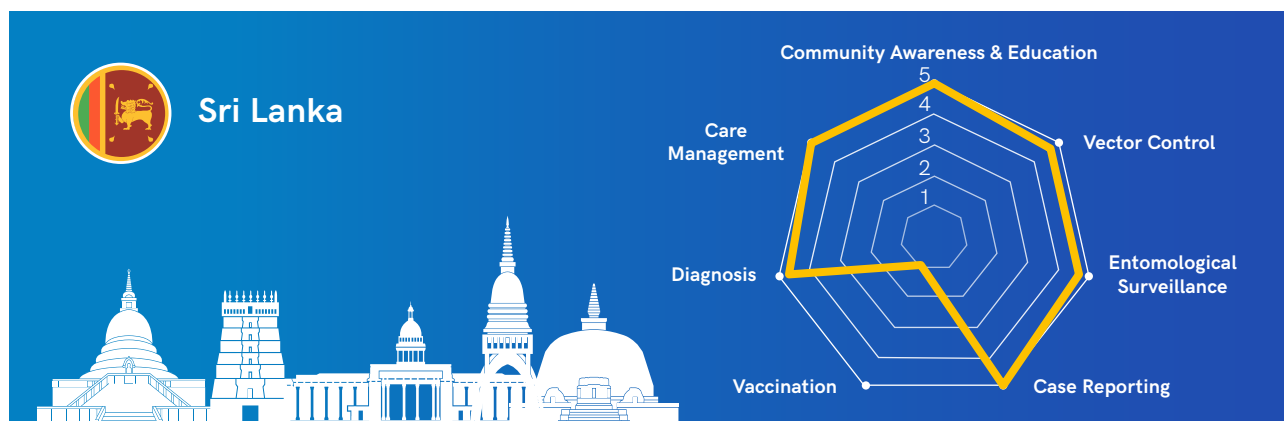 Sri Lanka
Community Awareness & Education
5
4
3
2
1
Care
Management
Vector Control
Diagnosis
Entomological
Surveillance
Vaccination
Case Reporting